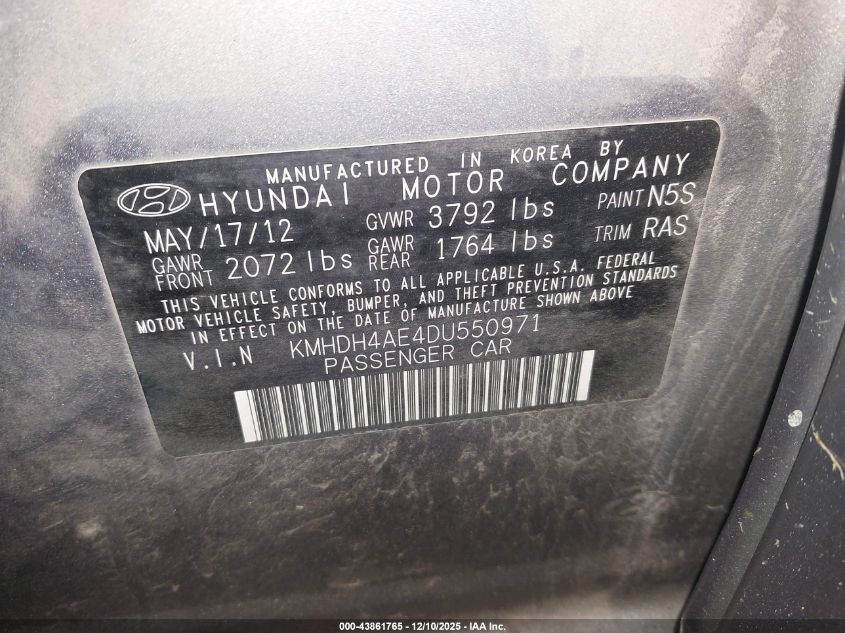 MANUFACTURED IN KOREA BY
HYUNDAI MOTOR COMPANY
MAY/17/12 GVWR 3792 lbs PAINT N5S
GAWR FRONT 2072 lbs GAWR REAR 1764 lbs TRIM RAS
THIS VEHICLE CONFORMS TO ALL APPLICABLE U.S.A. FEDERAL
MOTOR VEHICLE SAFETY, BUMPER, AND THEFT PREVENTION STANDARDS
IN EFFECT ON THE DATE OF MANUFACTURE SHOWN ABOVE
V.I.N KMHDH4AE4DU550971
PASSENGER CAR
000-43861765 - 12/10/2025 - IAA Inc.